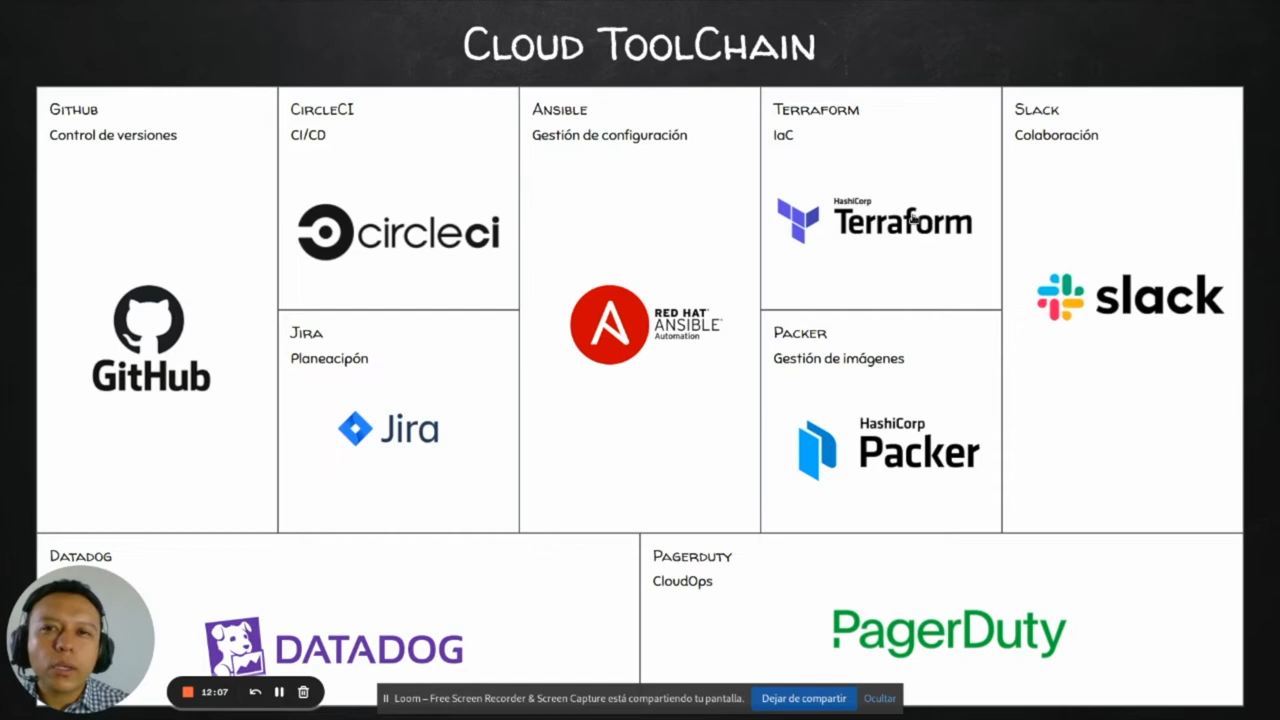 Cloud ToolChain
GitHub
Control de versiones
GitHub
CircleCI
CI/CD
circleci
Jira
Planeacipón
Jira
Ansible
Gestión de configuración
RED HAT
ANSIBLE
Automation
Terraform
IaC
HashiCorp
Terraform
Packer
Gestión de imágenes
HashiCorp
Packer
Slack
Colaboración
slack
Datadog
DATADOG
PagerDuty
CloudOps
PagerDuty
12:07
Loom – Free Screen Recorder & Screen Capture está compartiendo tu pantalla.
Dejar de compartir
Ocultar